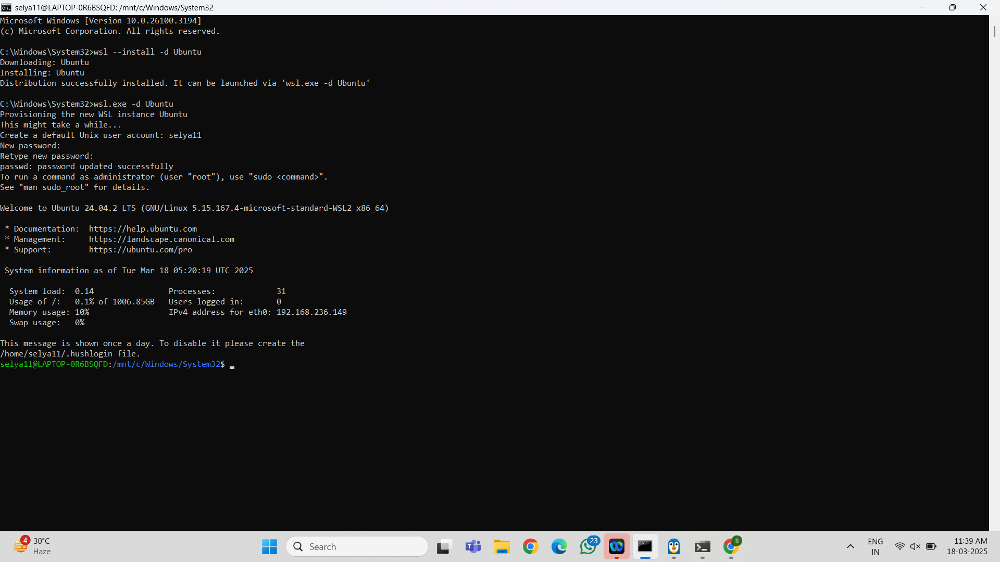 selya11@LAPTOP-0R6BSQFD: /mnt/c/Windows/System32
Microsoft Windows [Version 10.0.26100.3194]
(c) Microsoft Corporation. All rights reserved.

C:\Windows\System32>wsl --install -d Ubuntu
Downloading: Ubuntu
Installing: Ubuntu
Distribution successfully installed. It can be launched via 'wsl.exe -d Ubuntu'

C:\Windows\System32>wsl.exe -d Ubuntu
Provisioning the new WSL instance Ubuntu
This might take a while...
Create a default Unix user account: selya11
New password:
Retype new password:
passwd: password updated successfully
To run a command as administrator (user "root"), use "sudo <command>".
See "man sudo_root" for details.

Welcome to Ubuntu 24.04.2 LTS (GNU/Linux 5.15.167.4-microsoft-standard-WSL2 x86_64)

 * Documentation:  https://help.ubuntu.com
 * Management:     https://landscape.canonical.com
 * Support:        https://ubuntu.com/pro

 System information as of Tue Mar 18 05:20:19 UTC 2025

  System load:  0.14                Processes:             31
  Usage of /:   0.1% of 1006.85GB   Users logged in:       0
  Memory usage: 10%                 IPv4 address for eth0: 192.168.236.149
  Swap usage:   0%

This message is shown once a day. To disable it please create the
/home/selya11/.hushlogin file.
selya11@LAPTOP-0R6BSQFD:/mnt/c/Windows/System32$
4
30°C
Haze
Search
23
S
ENG
IN
11:39 AM
18-03-2025